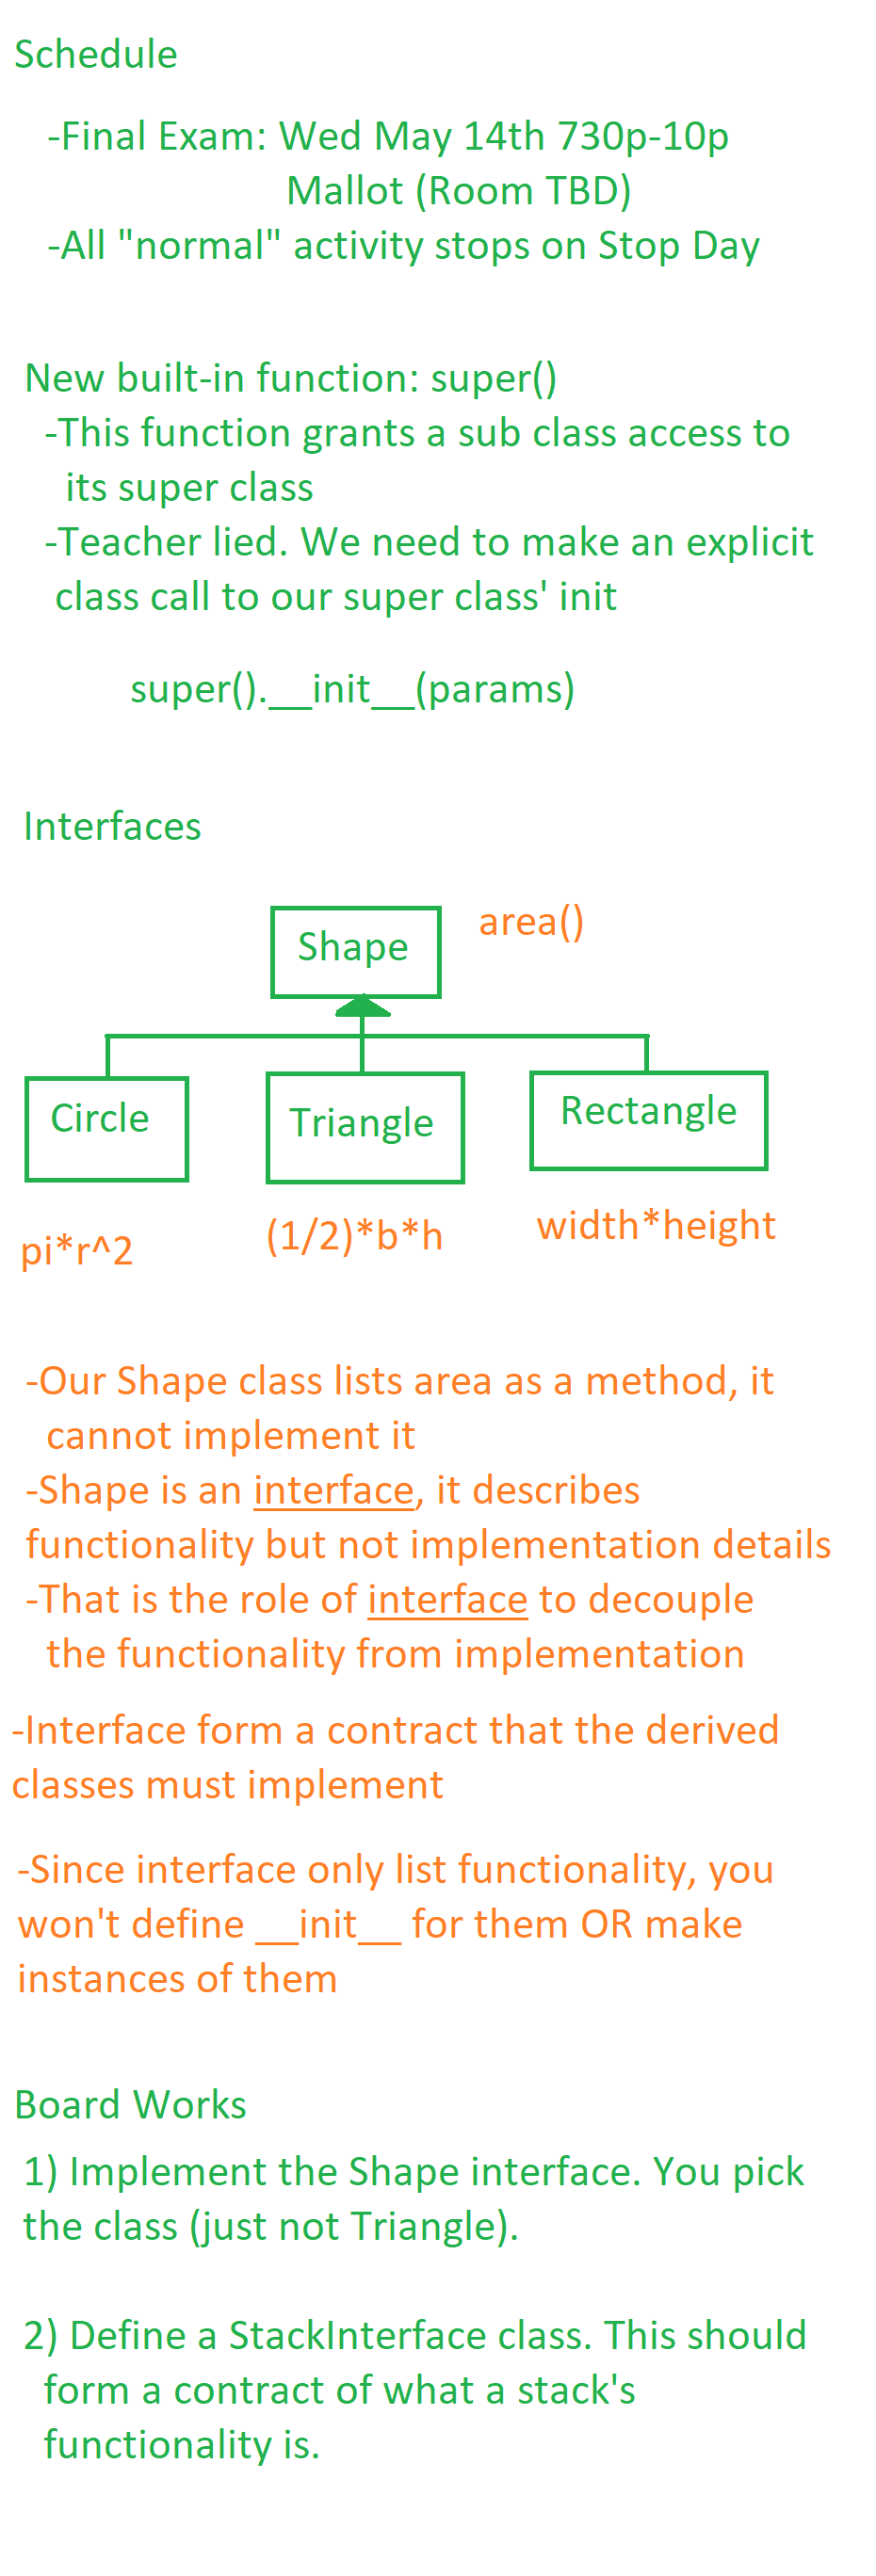 Schedule
-Final Exam: Wed May 14th 730p-10p
Mallot (Room TBD)
-All "normal" activity stops on Stop Day
New built-in function: super()
-This function grants a sub class access to
its super class
-Teacher lied. We need to make an explicit
class call to our super class' init
super().__init__(params)
Interfaces
Shape
area()
Circle
Triangle
Rectangle
pi*r^2
(1/2)*b*h
width*height
-Our Shape class lists area as a method, it
cannot implement it
-Shape is an interface, it describes
functionality but not implementation details
-That is the role of interface to decouple
the functionality from implementation
-Interface form a contract that the derived
classes must implement
-Since interface only list functionality, you
won't define __init__ for them OR make
instances of them
Board Works
1) Implement the Shape interface. You pick
the class (just not Triangle).
2) Define a StackInterface class. This should
form a contract of what a stack's
functionality is.